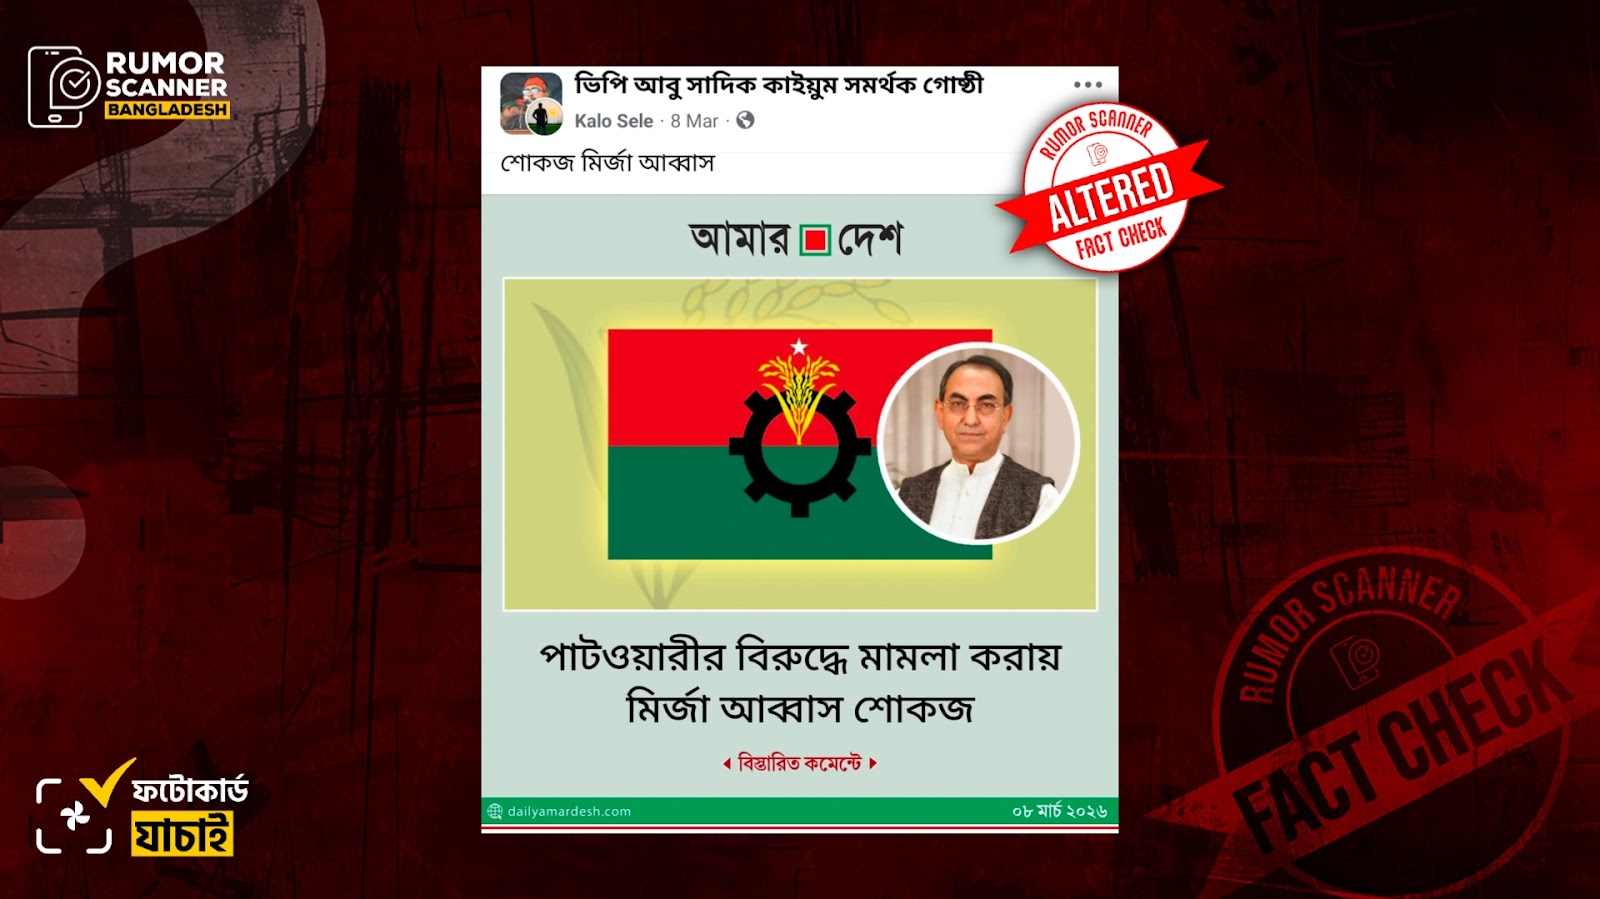 RUMOR
SCANNER
BANGLADESH
ভিপি আবু সাদিক কাইয়ুম সমর্থক গোষ্ঠী
Kalo Sele · 8 Mar ·
শোকজ মির্জা আব্বাস
RUMOR SCANNER
ALTERED
FACT CHECK
আমার দেশ
পাটওয়ারীর বিরুদ্ধে মামলা করায়
মির্জা আব্বাস শোকজ
বিস্তারিত কমেন্টে
dailyamardesh.com
০৮ মার্চ ২০২৬
ফটোকার্ড
যাচাই
RUMOR SCANNER
FACT CHECK